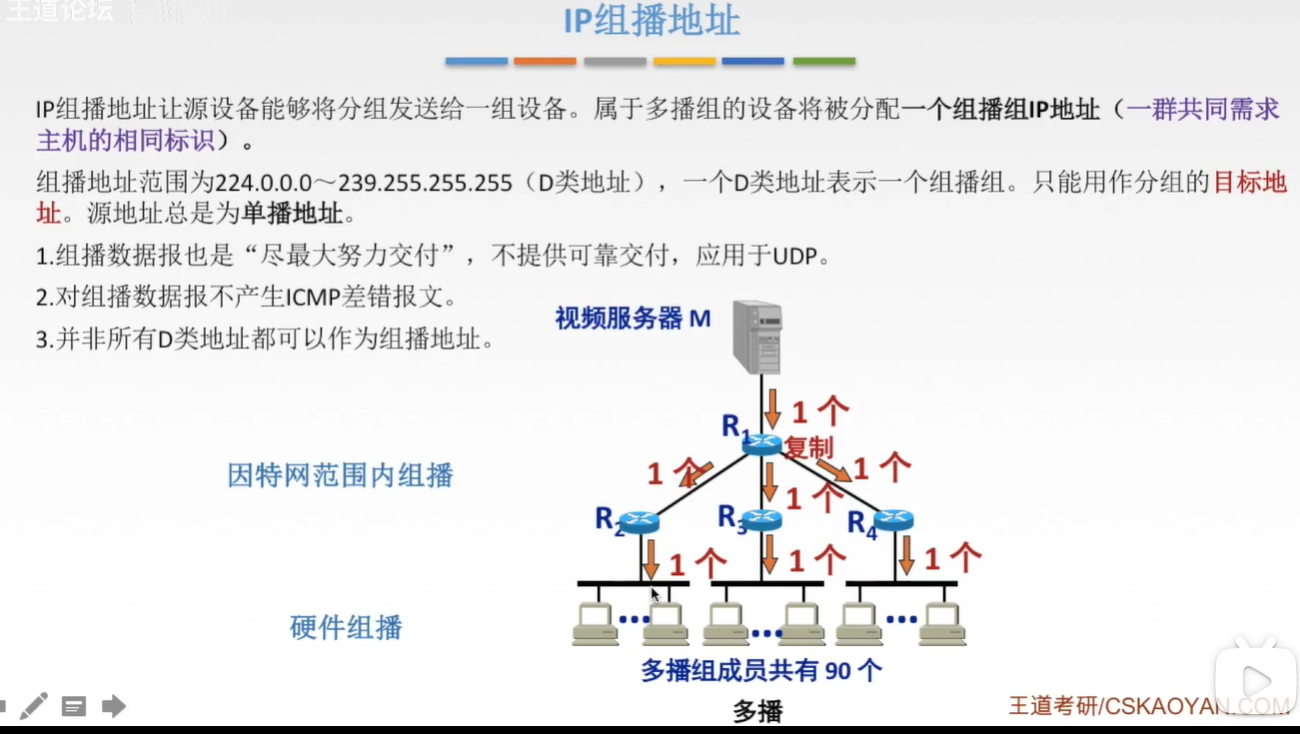 王道论坛
IP组播地址
IP组播地址让源设备能够将分组发送给一组设备。属于多播组的设备将被分配一个组播组IP地址（一群共同需求
主机的相同标识）。
组播地址范围为224.0.0.0～239.255.255.255（D类地址），一个D类地址表示一个组播组。只能用作分组的目标地
址。源地址总是为单播地址。
1.组播数据报也是“尽最大努力交付”，不提供可靠交付，应用于UDP。
2.对组播数据报不产生ICMP差错报文。
3.并非所有D类地址都可以作为组播地址。
视频服务器 M
1 个
R1
复制
因特网范围内组播
1 个
1 个
1 个
R2
R3
R4
1 个
1 个
1 个
硬件组播
多播组成员共有 90 个
多播
王道考研/CSKAOYAN.COM